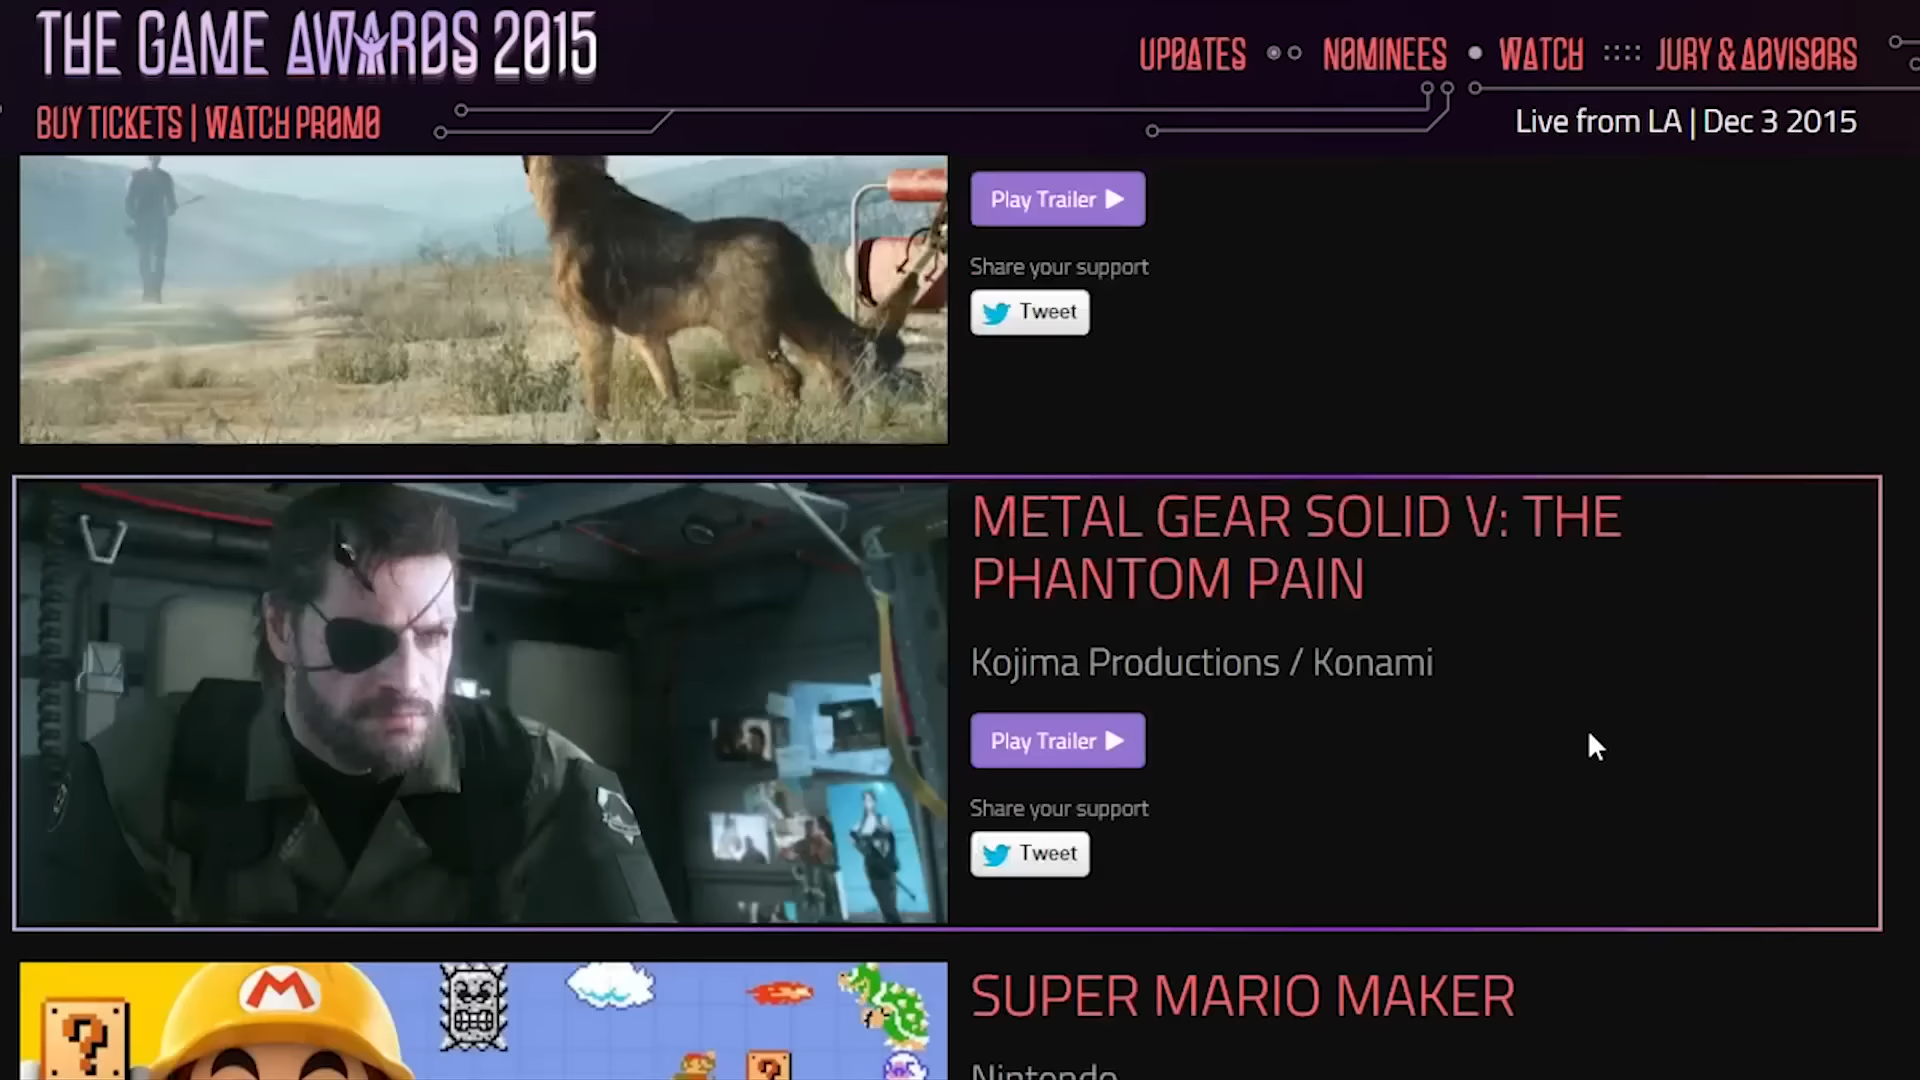 THE GAME AWARDS 2015
UPDATES NOMINEES WATCH JURY & ADVISORS
BUY TICKETS | WATCH PROMO
Live from LA | Dec 3 2015
Play Trailer
Share your support
Tweet
METAL GEAR SOLID V: THE
PHANTOM PAIN
Kojima Productions / Konami
Play Trailer
Share your support
Tweet
M
?
?
SUPER MARIO MAKER
Nintendo